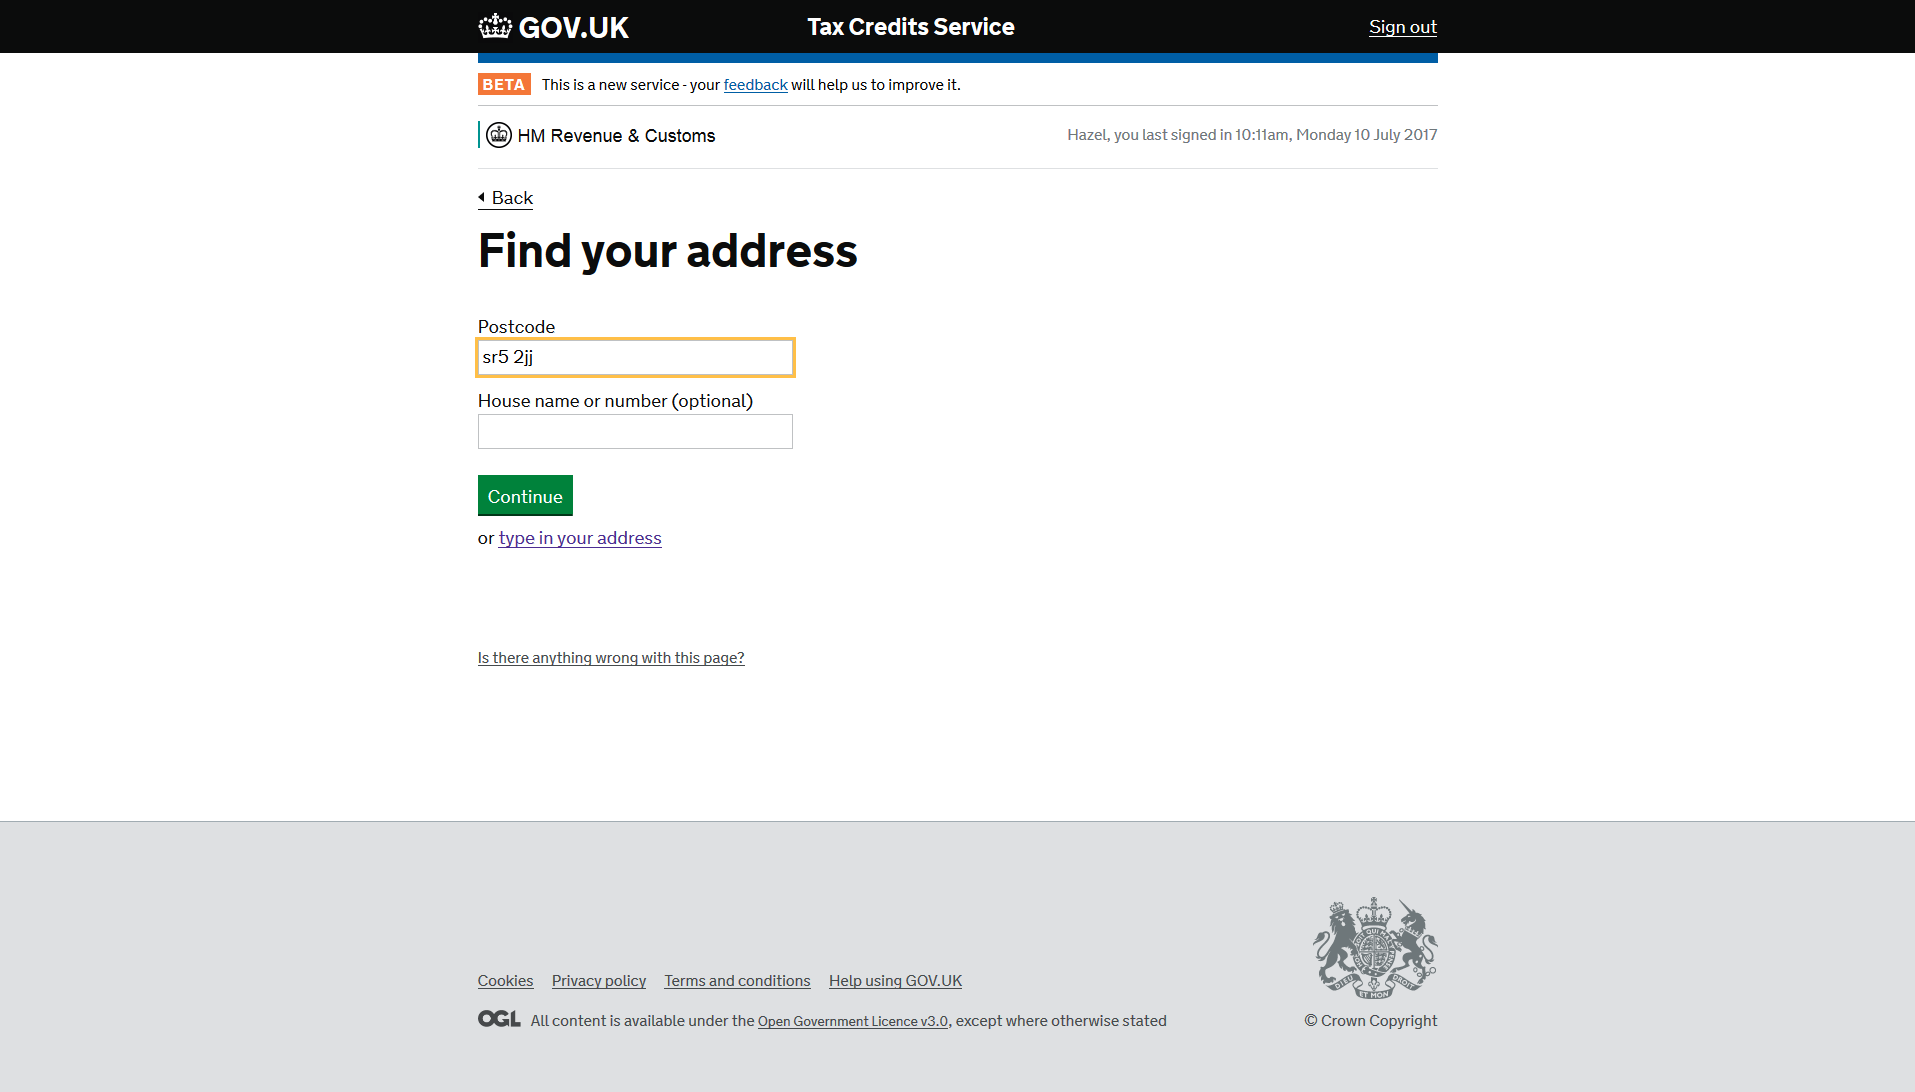 GOV.UK
Tax Credits Service
Sign out
BETA This is a new service - your feedback will help us to improve it.
HM Revenue & Customs
Hazel, you last signed in 10:11am, Monday 10 July 2017
Back
Find your address
Postcode
sr5 2jj
House name or number (optional)
Continue
or type in your address
Is there anything wrong with this page?
Cookies Privacy policy Terms and conditions Help using GOV.UK
OGL All content is available under the Open Government Licence v3.0, except where otherwise stated
© Crown Copyright